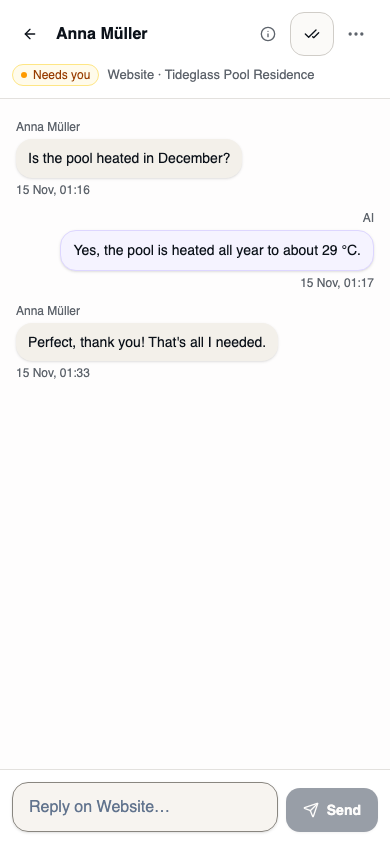 Anna Müller
Needs you
Website · Tideglass Pool Residence
Anna Müller
Is the pool heated in December?
15 Nov, 01:16
AI
Yes, the pool is heated all year to about 29 °C.
15 Nov, 01:17
Anna Müller
Perfect, thank you! That's all I needed.
15 Nov, 01:33
Reply on Website…
Send